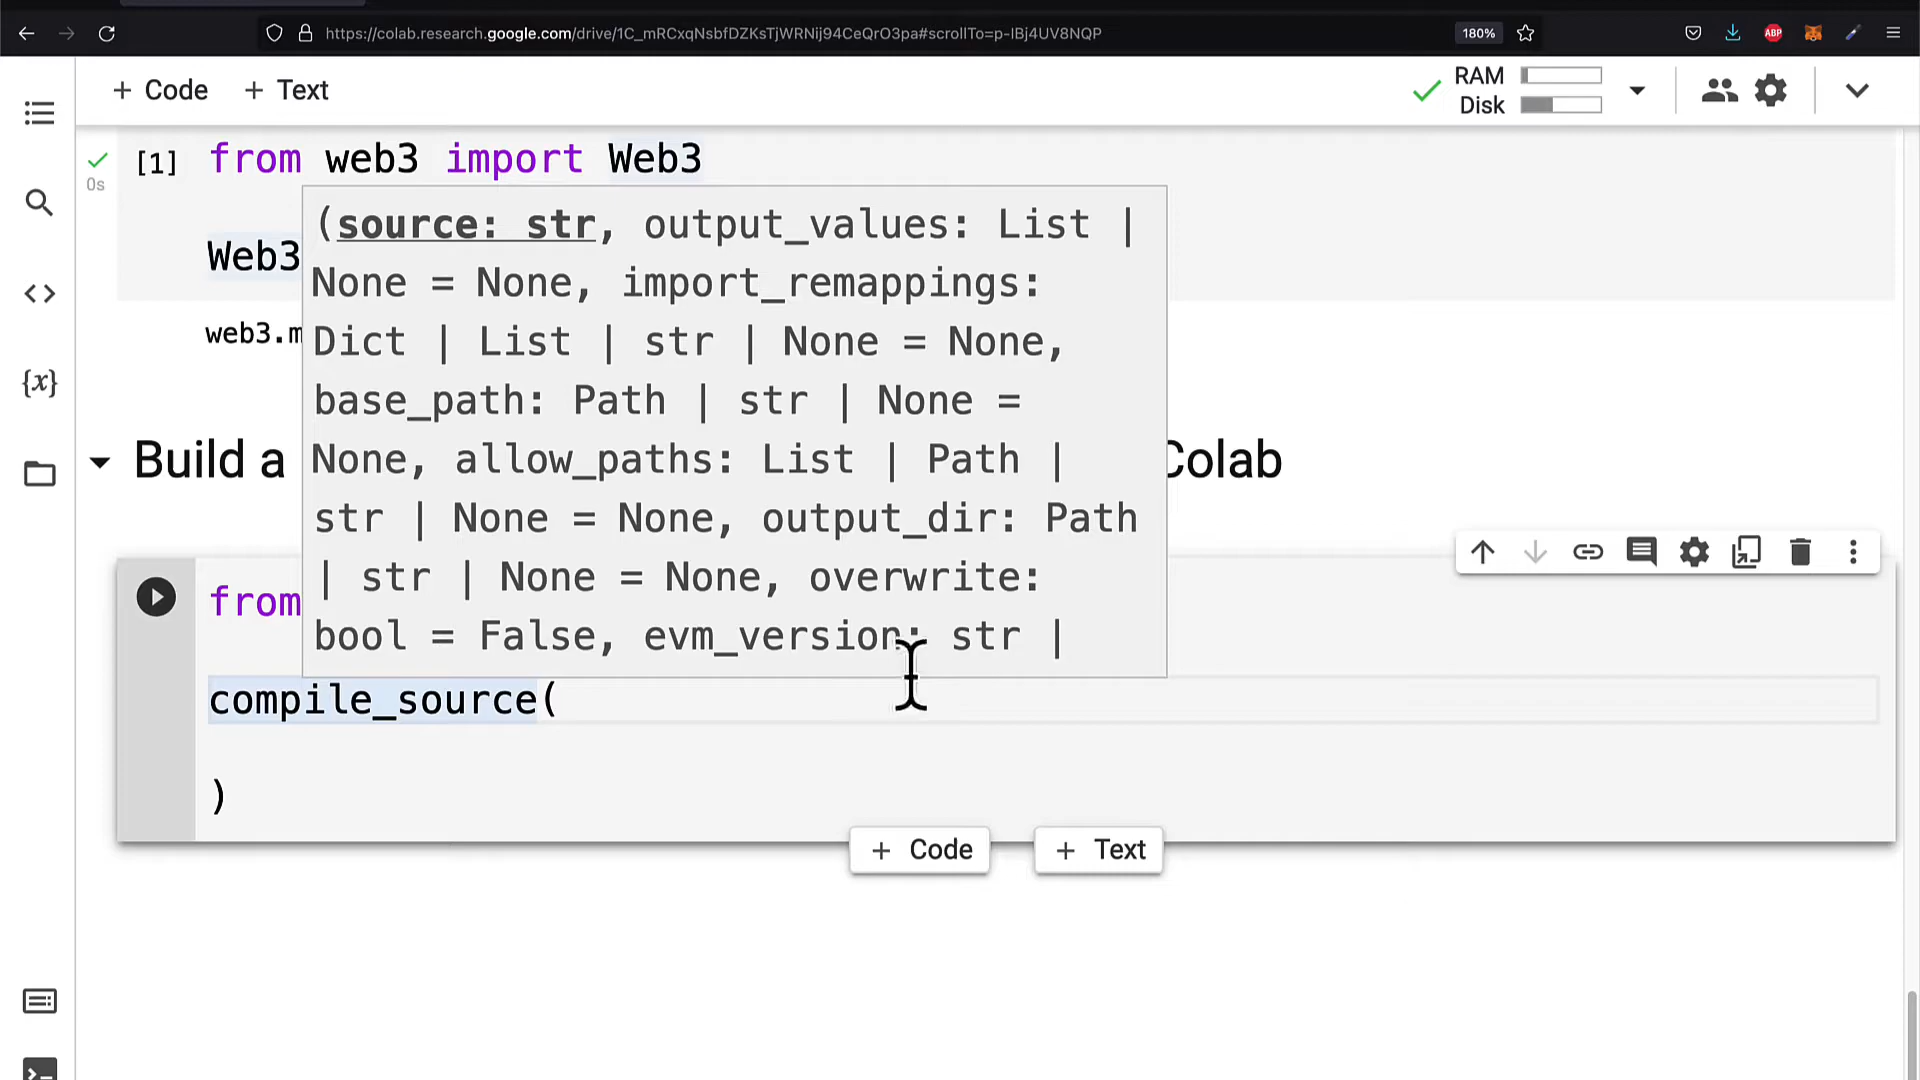 https://colab.research.google.com/drive/1C_mRCxqNsbfDZKsTjWRNij94CeQrO3pa#scrollTo=p-IBj4UV8NQP
180%
ABP
+ Code + Text
RAM
Disk
[1] from web3 import Web3
0s
(source: str, output_values: List |
Web3
None = None, import_remappings:
web3.m
Dict | List | str | None = None,
{x}
base_path: Path | str | None =
Build a
None, allow_paths: List | Path |
Colab
str | None = None, output_dir: Path
| str | None = None, overwrite:
from
bool = False, evm_version: str |
compile_source(
)
+ Code
+ Text